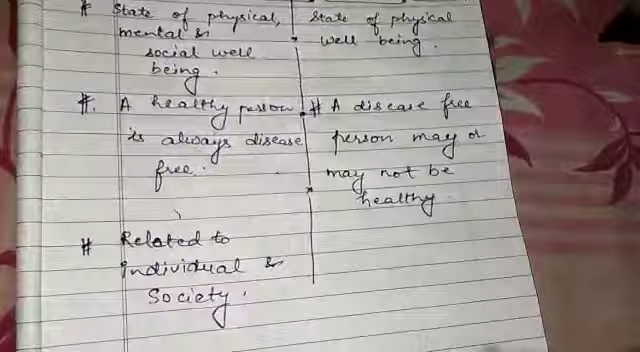 # State of physical,
mental &
social well
being.
State of physical
well being.
#. A healthy person
is always disease
free.
# A disease free
person may or
may not be
healthy.
# Related to
individual &
Society.